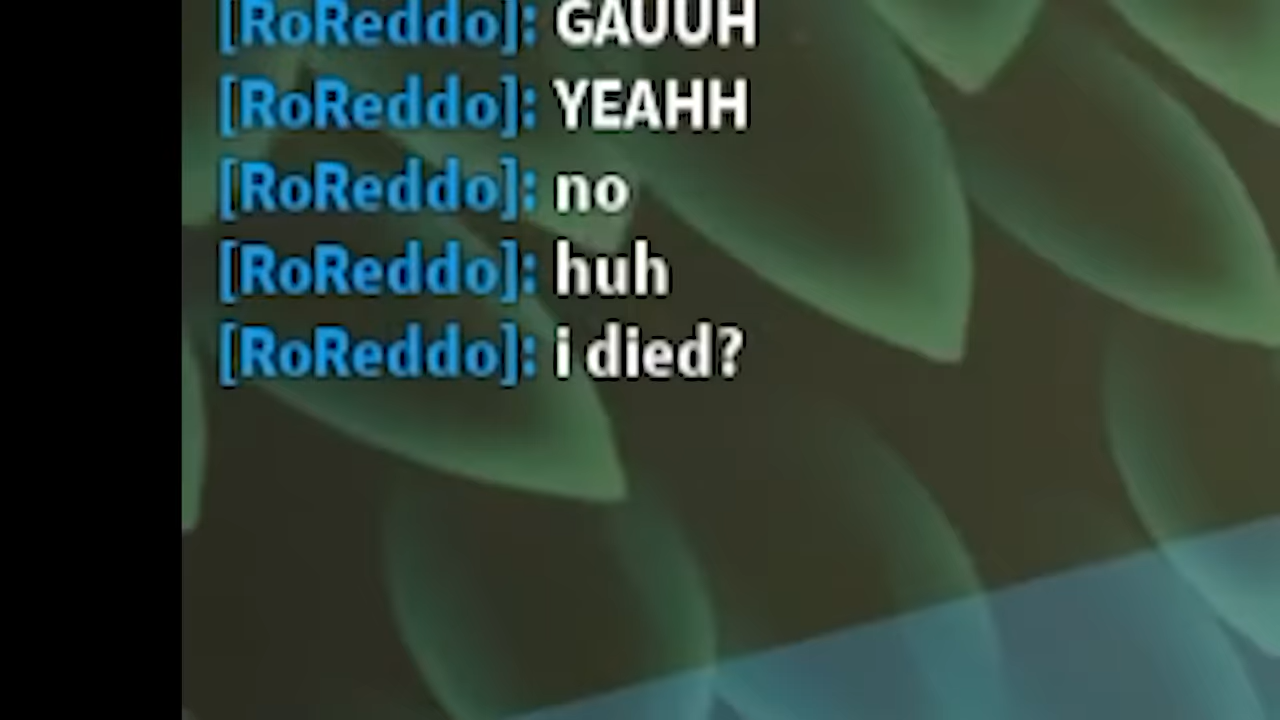 [RoReddo]: GAUUH
[RoReddo]: YEAHH
[RoReddo]: no
[RoReddo]: huh
[RoReddo]: i died?